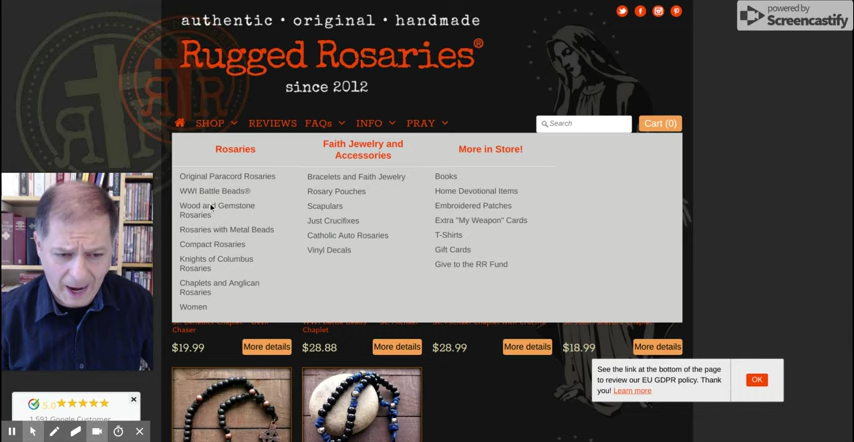 powered by
Screencastify
authentic · original · handmade
Rugged Rosaries®
since 2012
SHOP REVIEWS FAQs INFO PRAY
Search
Cart (0)
Rosaries
Original Paracord Rosaries
WWI Battle Beads®
Wood and Gemstone
Rosaries
Rosaries with Metal Beads
Compact Rosaries
Knights of Columbus
Rosaries
Chaplets and Anglican
Rosaries
Women
Faith Jewelry and
Accessories
Bracelets and Faith Jewelry
Rosary Pouches
Scapulars
Just Crucifixes
Catholic Auto Rosaries
Vinyl Decals
More in Store!
Books
Home Devotional Items
Embroidered Patches
Extra "My Weapon" Cards
T-Shirts
Gift Cards
Give to the RR Fund
Chaser
Chaplet
$19.99 More details
$28.88 More details
$28.99 More details
$18.99 More details
See the link at the bottom of the page
to review our EU GDPR policy. Thank
you! Learn more
OK
5.0
1,591 Google Customer